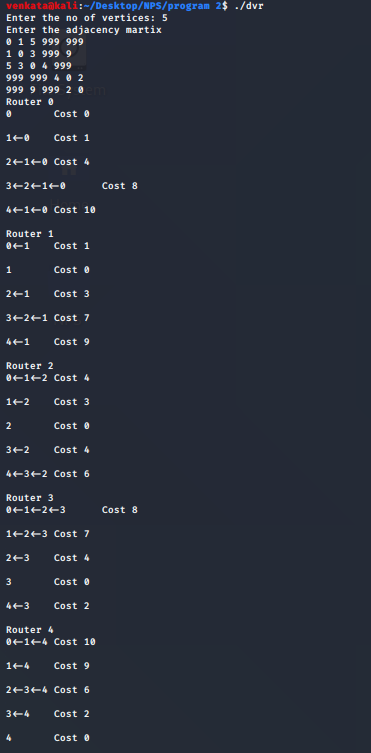 venkata@kali:~/Desktop/NPS/program 2$ ./dvr
Enter the no of vertices: 5
Enter the adjacency martix
0 1 5 999 999
1 0 3 999 9
5 3 0 4 999
999 999 4 0 2
999 9 999 2 0
Router 0
0 Cost 0
1←0 Cost 1
2←1←0 Cost 4
3←2←1←0 Cost 8
4←1←0 Cost 10
Router 1
0←1 Cost 1
1 Cost 0
2←1 Cost 3
3←2←1 Cost 7
4←1 Cost 9
Router 2
0←1←2 Cost 4
1←2 Cost 3
2 Cost 0
3←2 Cost 4
4←3←2 Cost 6
Router 3
0←1←2←3 Cost 8
1←2←3 Cost 7
2←3 Cost 4
3 Cost 0
4←3 Cost 2
Router 4
0←1←4 Cost 10
1←4 Cost 9
2←3←4 Cost 6
3←4 Cost 2
4 Cost 0